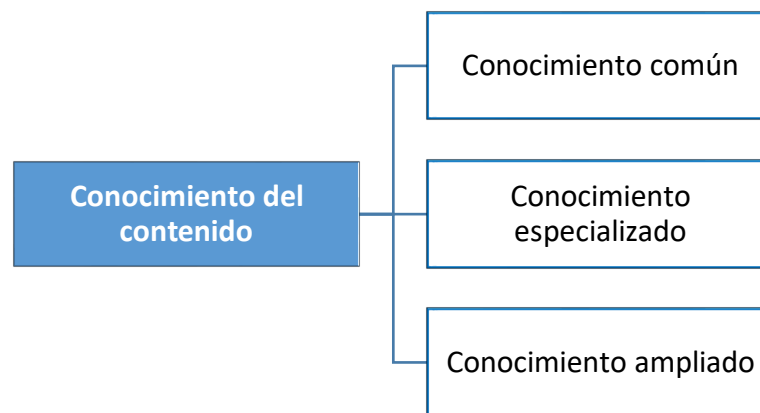 Conocimiento del
contenido
Conocimiento común
Conocimiento
especializado
Conocimiento ampliado